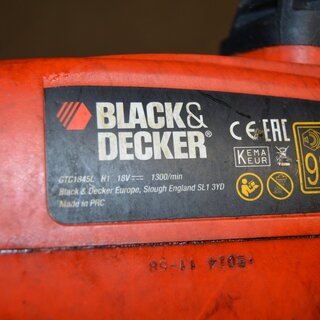 BLACK&
DECKER®
CE EAC
KEMA
KEUR
9
GTC1845L H1 18V⎓ 1300/min
Black & Decker Europe, Slough England SL1 3YD
Made in PRC
2014 11-58